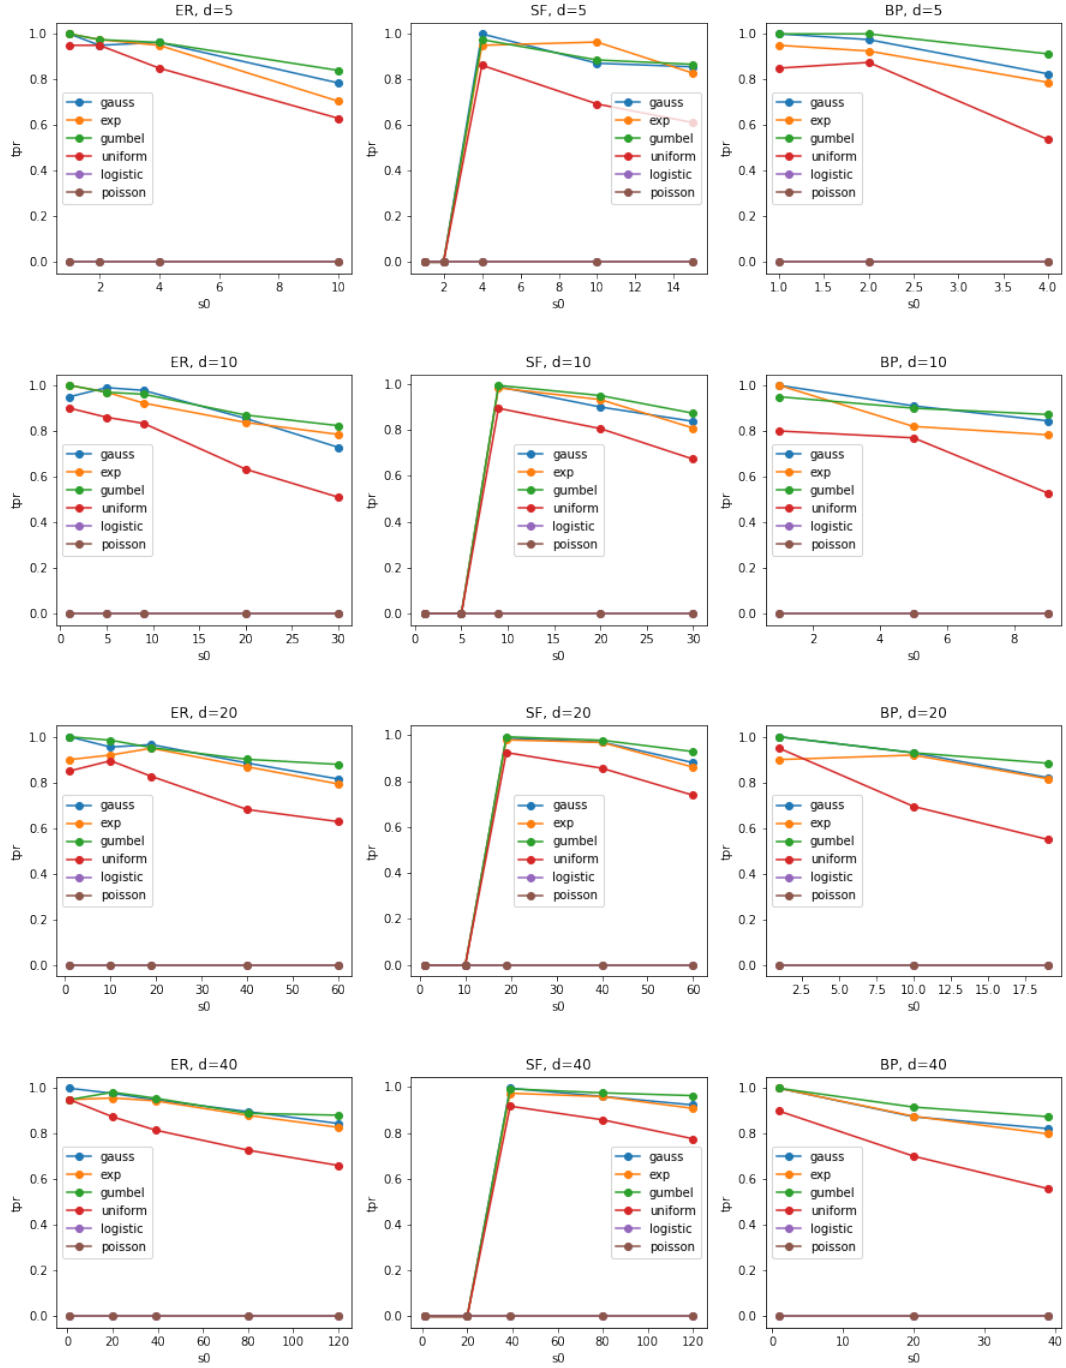 ER, d=5
SF, d=5
BP, d=5
1.0
0.8
0.6
0.4
0.2
0.0
tpr
gauss
exp
gumbel
uniform
logistic
poisson
2 4 6 8 10
s0
1.0
0.8
0.6
0.4
0.2
0.0
tpr
gauss
exp
gumbel
uniform
logistic
poisson
2 4 6 8 10 12 14
s0
1.0
0.8
0.6
0.4
0.2
0.0
tpr
gauss
exp
gumbel
uniform
logistic
poisson
1.0 1.5 2.0 2.5 3.0 3.5 4.0
s0
ER, d=10
SF, d=10
BP, d=10
1.0
0.8
0.6
0.4
0.2
0.0
tpr
gauss
exp
gumbel
uniform
logistic
poisson
0 5 10 15 20 25 30
s0
1.0
0.8
0.6
0.4
0.2
0.0
tpr
gauss
exp
gumbel
uniform
logistic
poisson
0 5 10 15 20 25 30
s0
1.0
0.8
0.6
0.4
0.2
0.0
tpr
gauss
exp
gumbel
uniform
logistic
poisson
2 4 6 8
s0
ER, d=20
SF, d=20
BP, d=20
1.0
0.8
0.6
0.4
0.2
0.0
tpr
gauss
exp
gumbel
uniform
logistic
poisson
0 10 20 30 40 50 60
s0
1.0
0.8
0.6
0.4
0.2
0.0
tpr
gauss
exp
gumbel
uniform
logistic
poisson
0 10 20 30 40 50 60
s0
1.0
0.8
0.6
0.4
0.2
0.0
tpr
gauss
exp
gumbel
uniform
logistic
poisson
2.5 5.0 7.5 10.0 12.5 15.0 17.5
s0
ER, d=40
SF, d=40
BP, d=40
1.0
0.8
0.6
0.4
0.2
0.0
tpr
gauss
exp
gumbel
uniform
logistic
poisson
0 20 40 60 80 100 120
s0
1.0
0.8
0.6
0.4
0.2
0.0
tpr
gauss
exp
gumbel
uniform
logistic
poisson
0 20 40 60 80 100 120
s0
1.0
0.8
0.6
0.4
0.2
0.0
tpr
gauss
exp
gumbel
uniform
logistic
poisson
0 10 20 30 40
s0